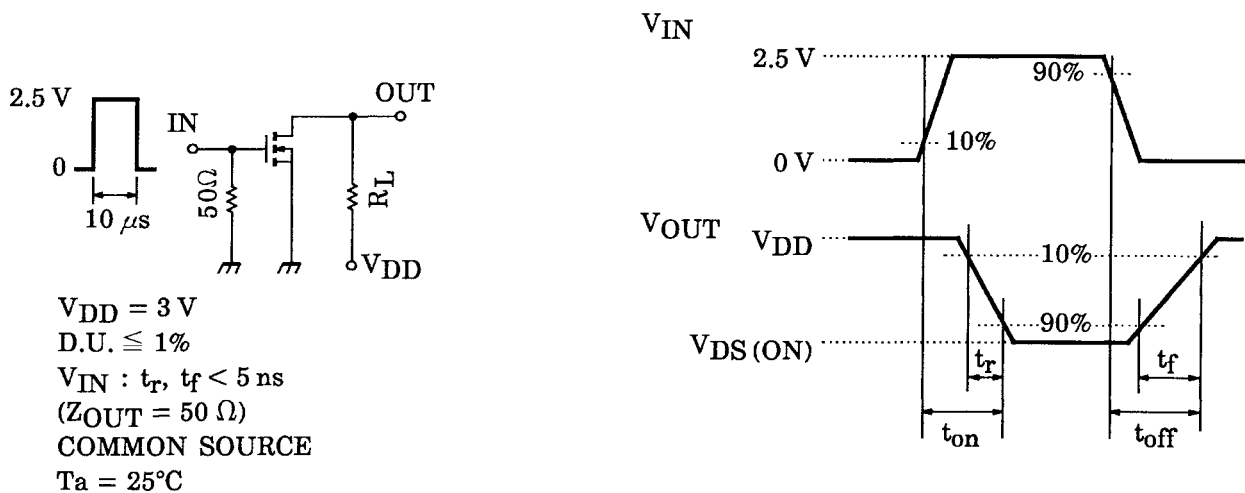 2.5 V
0
10 μs
IN
50Ω
OUT
RL
VDD
VDD = 3 V
D.U. ≦ 1%
VIN : tr, tf < 5 ns
(ZOUT = 50 Ω)
COMMON SOURCE
Ta = 25°C
VIN
2.5 V
90%
10%
0 V
VOUT
VDD
10%
90%
VDS (ON)
tr
tf
ton
toff